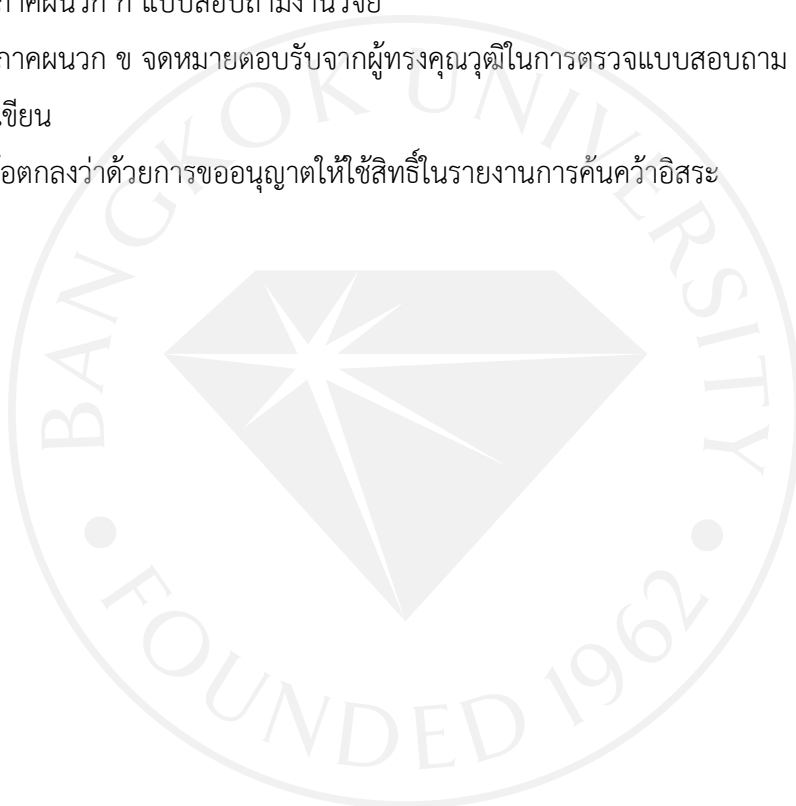 ภาคผนวก ก แบบสอบถามงานวิจัย
ภาคผนวก ข จดหมายตอบรับจากผู้ทรงคุณวุฒิในการตรวจแบบสอบถาม
เขียน
อตกลงว่าด้วยการขออนุญาตให้ใช้สิทธิ์ในรายงานการค้นคว้าอิสระ
BANGKOK UNIVERSITY
FOUNDED 1962